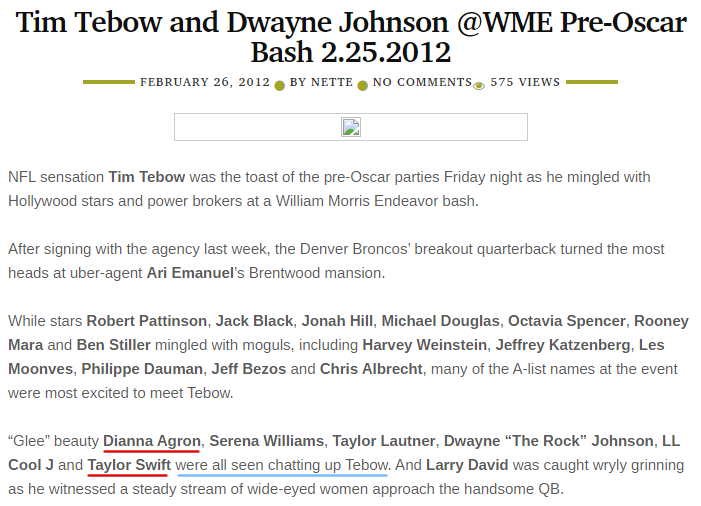 Tim Tebow and Dwayne Johnson @WME Pre-Oscar
Bash 2.25.2012
FEBRUARY 26, 2012 BY NETTE NO COMMENTS 575 VIEWS
NFL sensation Tim Tebow was the toast of the pre-Oscar parties Friday night as he mingled with
Hollywood stars and power brokers at a William Morris Endeavor bash.
After signing with the agency last week, the Denver Broncos’ breakout quarterback turned the most
heads at uber-agent Ari Emanuel’s Brentwood mansion.
While stars Robert Pattinson, Jack Black, Jonah Hill, Michael Douglas, Octavia Spencer, Rooney
Mara and Ben Stiller mingled with moguls, including Harvey Weinstein, Jeffrey Katzenberg, Les
Moonves, Philippe Dauman, Jeff Bezos and Chris Albrecht, many of the A-list names at the event
were most excited to meet Tebow.
“Glee” beauty Dianna Agron, Serena Williams, Taylor Lautner, Dwayne “The Rock” Johnson, LL
Cool J and Taylor Swift were all seen chatting up Tebow. And Larry David was caught wryly grinning
as he witnessed a steady stream of wide-eyed women approach the handsome QB.